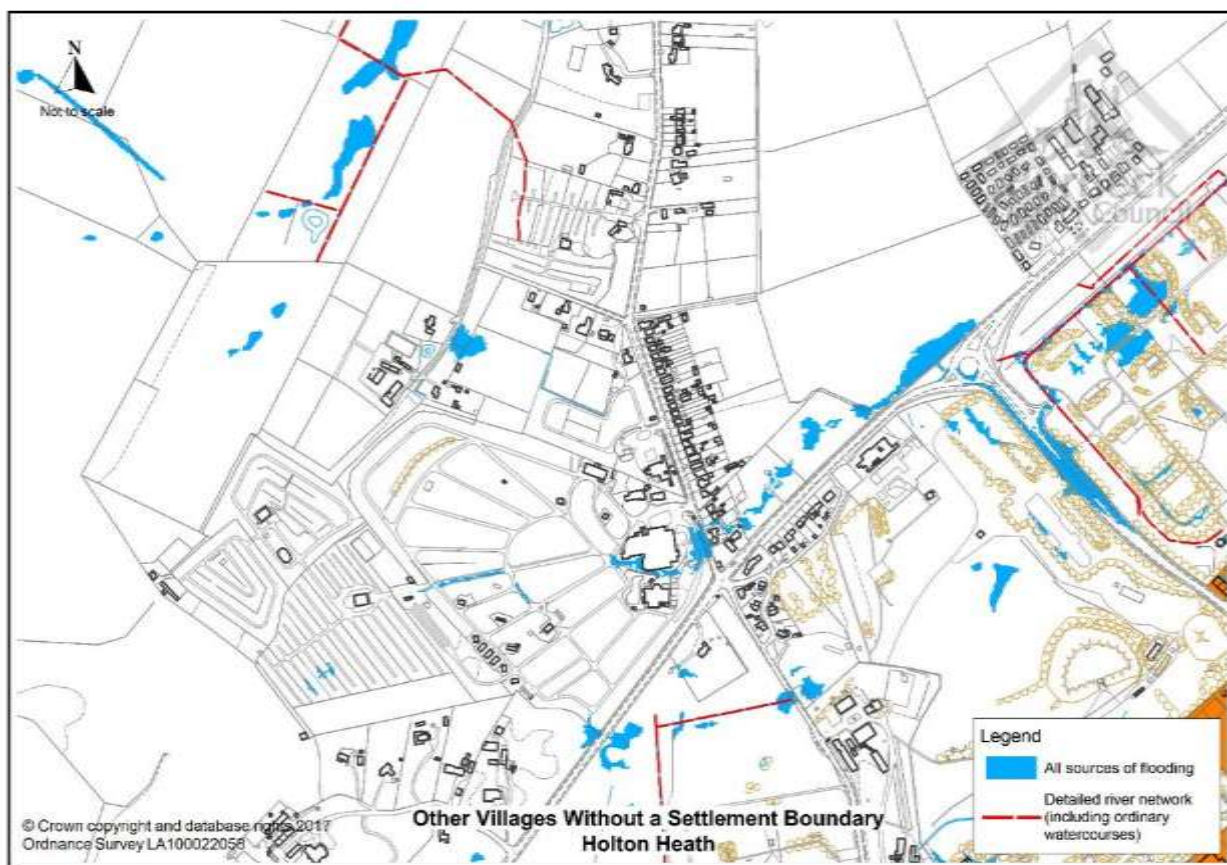 N
Not to scale
Council
Legend
All sources of flooding
Detailed river network
(including ordinary
watercourses)
© Crown copyright and database rights 2017
Ordnance Survey LA100022058
Other Villages Without a Settlement Boundary
Holton Heath